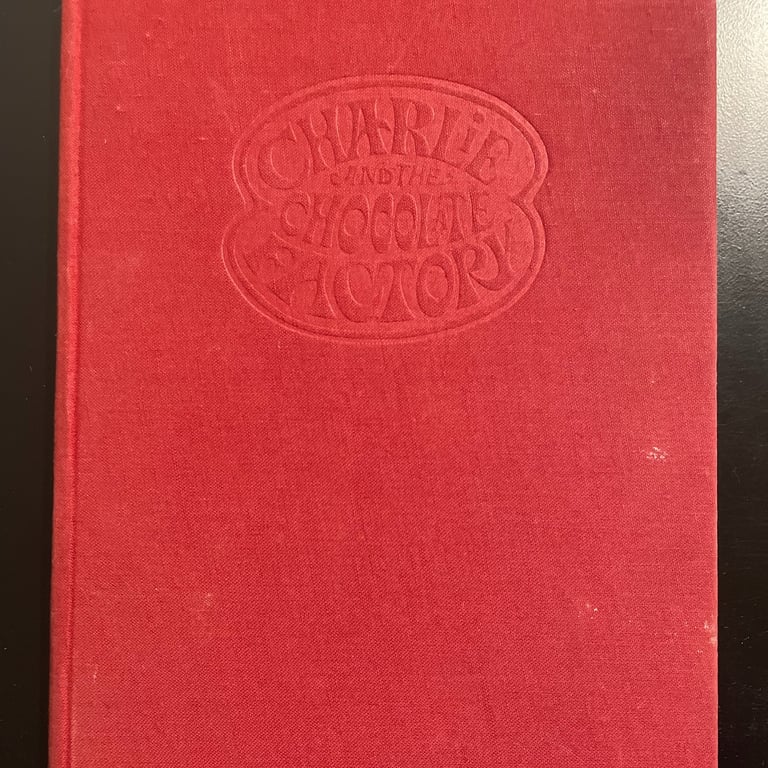 CHARLiE
AND THE
CHOCOLATE
FACTORY